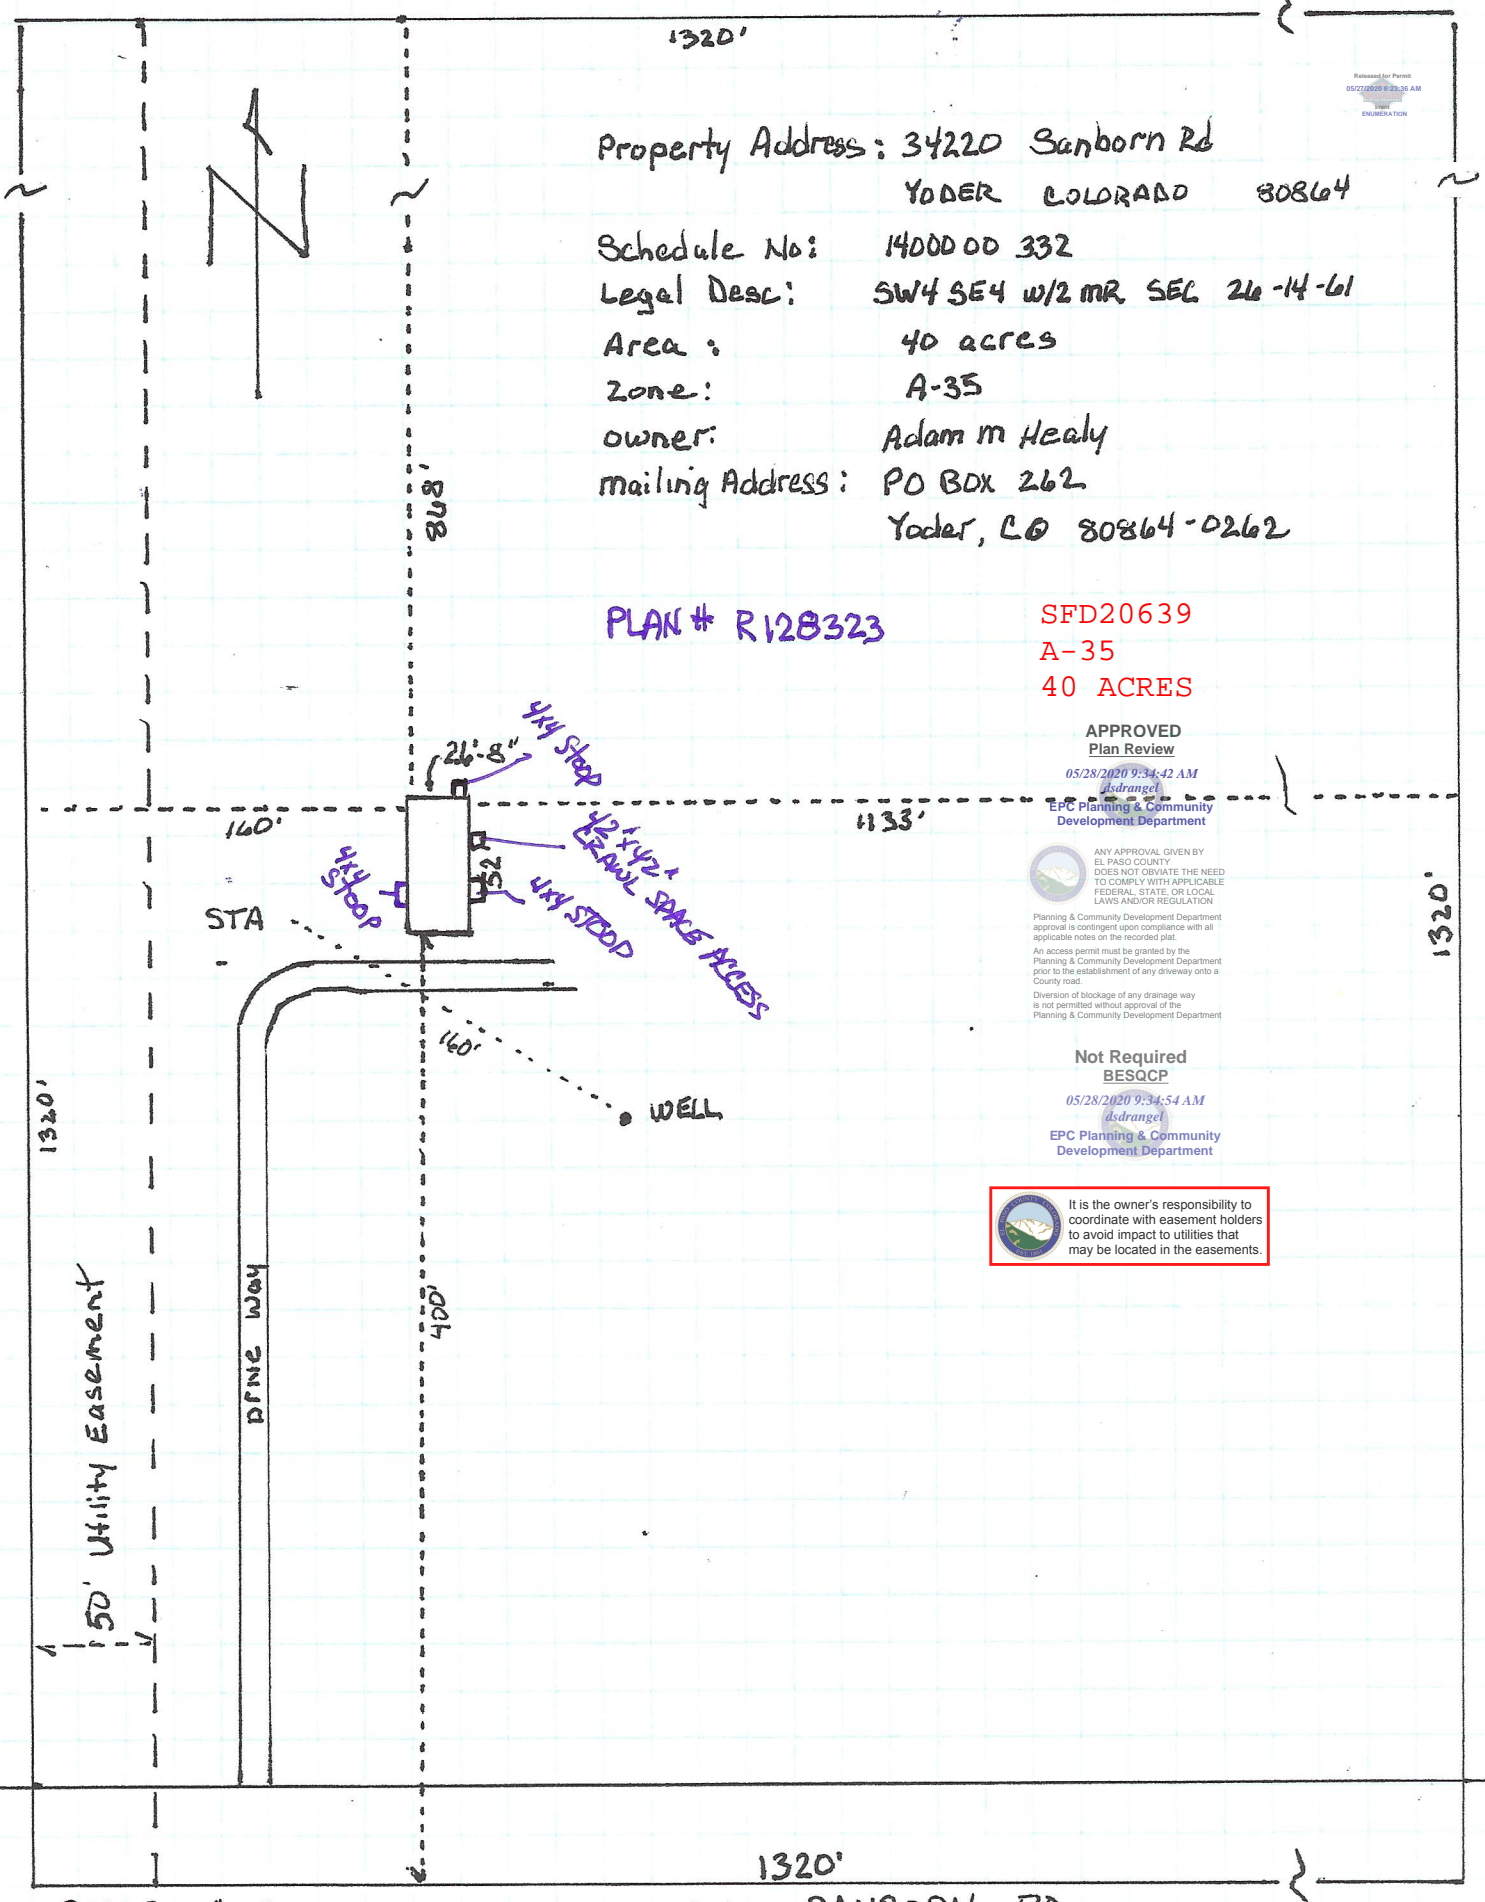 1320'
Released for Permit
05/27/2020 8:23:36 AM
ENUMERATION
N
Property Address: 34220 Sanborn Rd
YODER COLORADO 80864
Schedule No: 1400000332
Legal Desc: SW4SE4 W/2 MR SEC 26-14-61
Area: 40 acres
Zone: A-35
Owner: Adam M Healy
Mailing Address: PO BOX 262
Yoder, CO 80864-0262
868'
PLAN # R128323
SFD20639
A-35
40 ACRES
APPROVED
Plan Review
05/28/2020 9:34:42 AM
dsdrangel
EPC Planning & Community
Development Department
26'-8"
4x4 Stoop
160'
1133'
42"x42"
CRAWL SPACE ACCESS
52
4x4
STOOP
4x4 STOOP
ANY APPROVAL GIVEN BY
EL PASO COUNTY
DOES NOT OBVIATE THE NEED
TO COMPLY WITH APPLICABLE
FEDERAL, STATE, OR LOCAL
LAWS AND/OR REGULATION
Planning & Community Development Department
approval is contingent upon compliance with all
applicable notes on the recorded plat.
An access permit must be granted by the
Planning & Community Development Department
prior to the establishment of any driveway onto a
County road.
Diversion of blockage of any drainage way
is not permitted without approval of the
Planning & Community Development Department
1320'
STA
160'
WELL
Not Required
BESQCP
05/28/2020 9:34:54 AM
dsdrangel
EPC Planning & Community
Development Department
1320'
It is the owner's responsibility to
coordinate with easement holders
to avoid impact to utilities that
may be located in the easements.
Drive Way
400'
50' Utility Easement
1320'
SANBORN RD